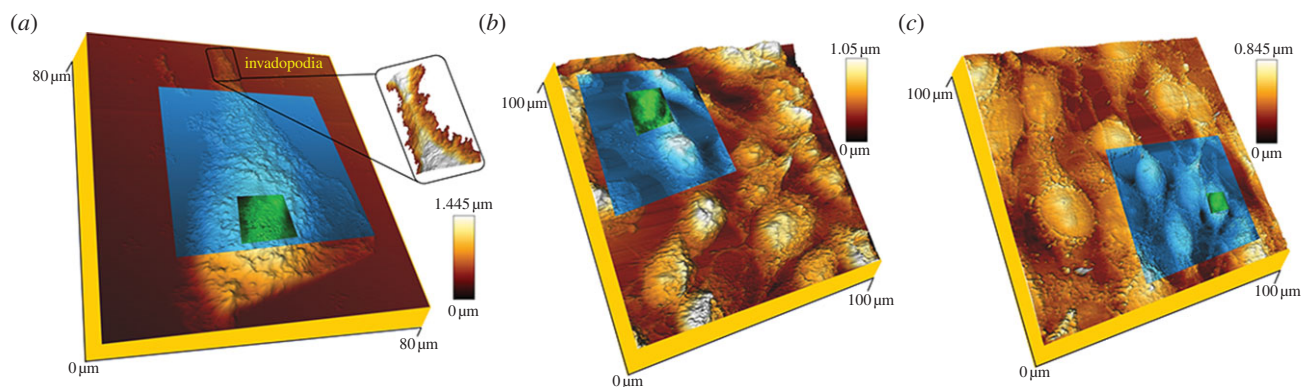 (a)
80 µm
invadopodia
1.445 µm
0 µm
80 µm
0 µm
(b)
1.05 µm
100 µm
0 µm
100 µm
0 µm
(c)
0.845 µm
100 µm
0 µm
100 µm
0 µm